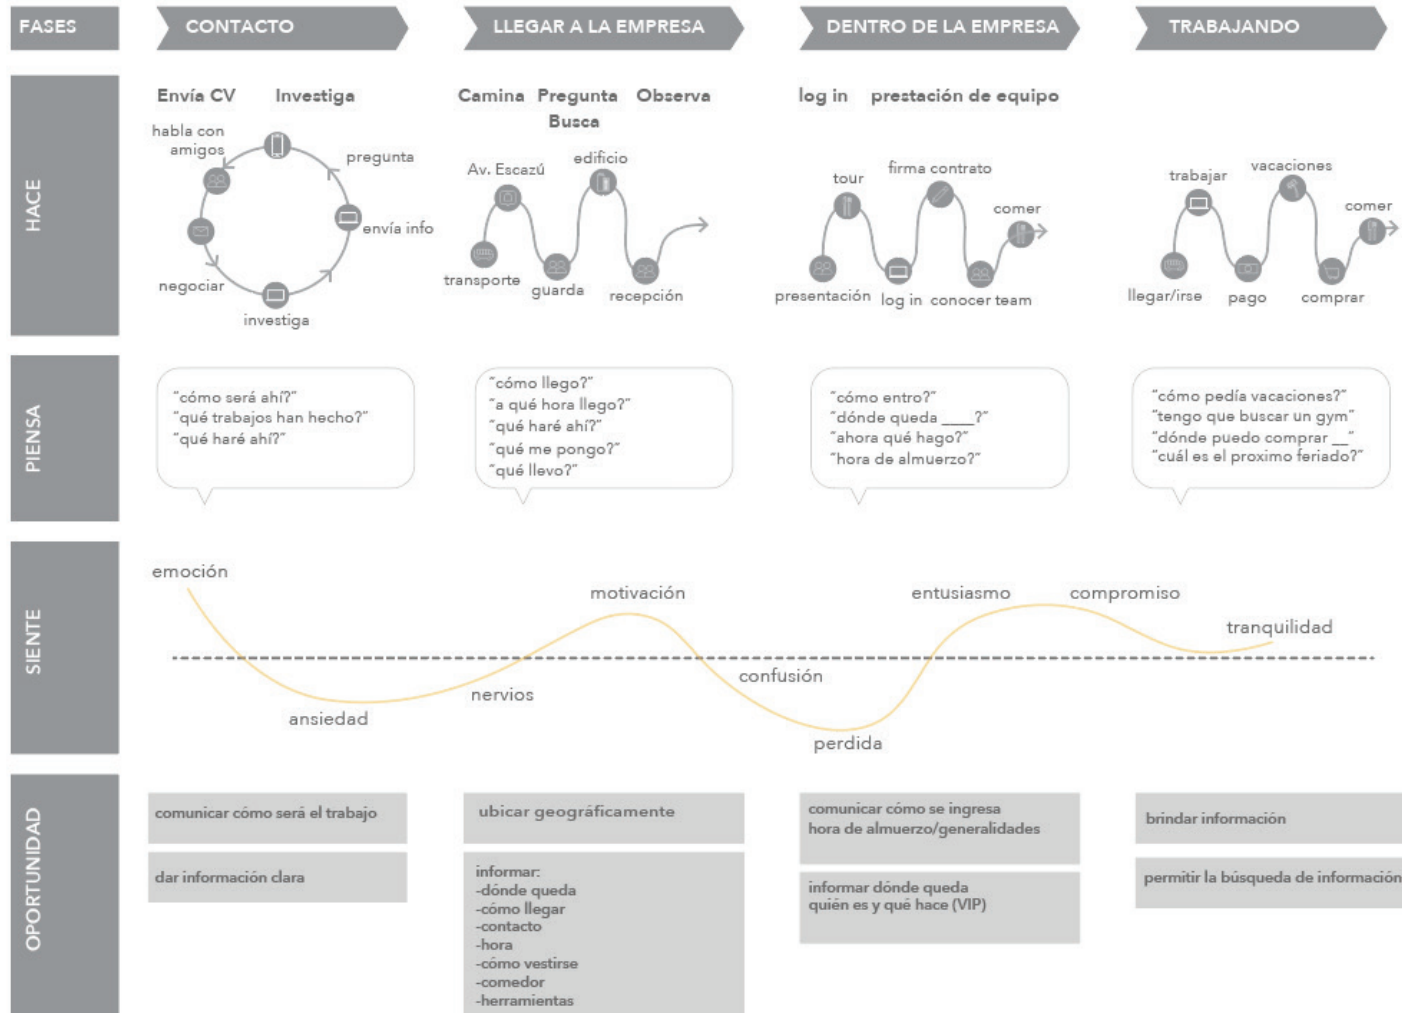 FASES
CONTACTO
LLEGAR A LA EMPRESA
DENTRO DE LA EMPRESA
TRABAJANDO
HACE
Envía CV
Investiga
habla con
amigos
pregunta
envía info
negociar
investiga
Camina
Pregunta
Busca
Observa
Av. Escazú
edificio
transporte
guarda
recepción
log in
prestación de equipo
tour
firma contrato
comer
presentación
log in
conocer team
trabajar
vacaciones
comer
llegar/irse
pago
comprar
PIENSA
“cómo será ahí?”
“qué trabajos han hecho?”
“qué haré ahí?”
“cómo llego?”
“a qué hora llego?”
“qué haré ahí?”
“qué me pongo?”
“qué llevo?”
“cómo entro?”
“dónde queda ____?”
“ahora qué hago?”
“hora de almuerzo?”
“cómo pedía vacaciones?”
“tengo que buscar un gym”
“dónde puedo comprar __”
“cuál es el proximo feriado?”
SIENTE
emoción
ansiedad
nervios
motivación
confusión
perdida
entusiasmo
compromiso
tranquilidad
OPORTUNIDAD
comunicar cómo será el trabajo
dar información clara
ubicar geográficamente
informar:
-dónde queda
-cómo llegar
-contacto
-hora
-cómo vestirse
-comedor
-herramientas
comunicar cómo se ingresa
hora de almuerzo/generalidades
informar dónde queda
quién es y qué hace (VIP)
brindar información
permitir la búsqueda de información